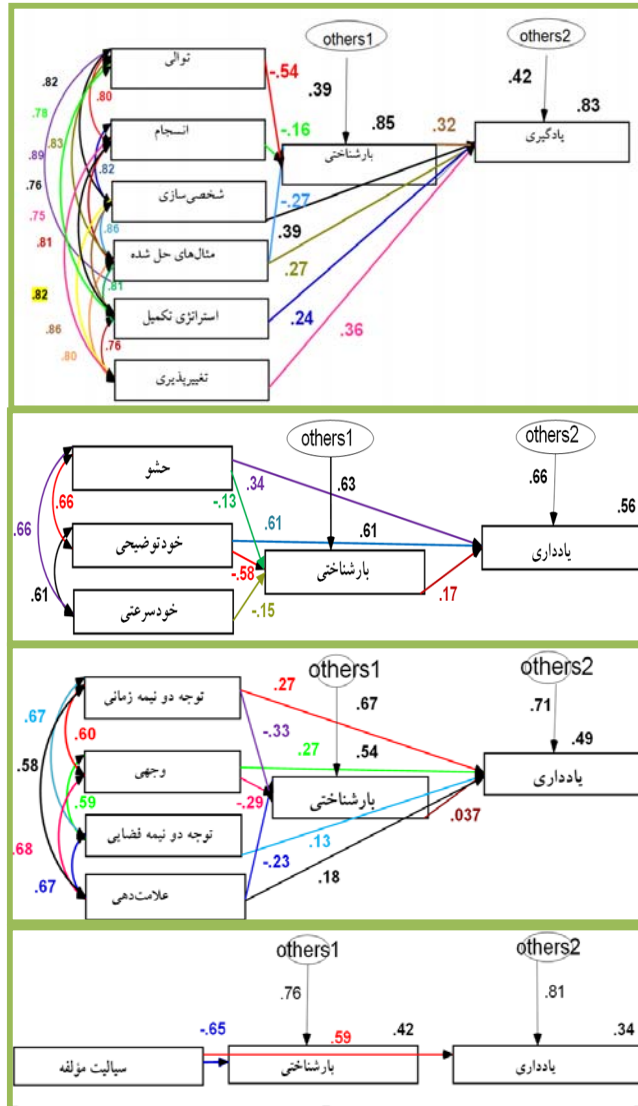 others1
others2
.42
.83
.39
.85
.32
-.54
-.16
-.27
.39
.27
.24
.36
توالی
انسجام
شخصی‌سازی
مثال‌های حل شده
استراتژی تکمیل
تغییرپذیری
بارشناختی
یادگیری
.82
.80
.78
.83
.89
.82
.76
.75
.86
.81
.81
.82
.86
.76
.80
others1
others2
.63
.66
.56
حشو
خودتوضیحی
خودسرعتی
بارشناختی
یادداری
.34
-.13
.61
.61
-.58
-.15
.17
.66
.66
.61
others1
others2
.67
.71
.54
.49
توجه دو نیمه زمانی
وجهی
توجه دو نیمه فضایی
علامت‌دهی
بارشناختی
یادداری
.27
-.33
.27
-.29
.037
.13
-.23
.18
.67
.60
.58
.59
.68
.67
others1
others2
.76
.81
-.65
.59
.42
.34
سیالیت مؤلفه
بارشناختی
یادداری